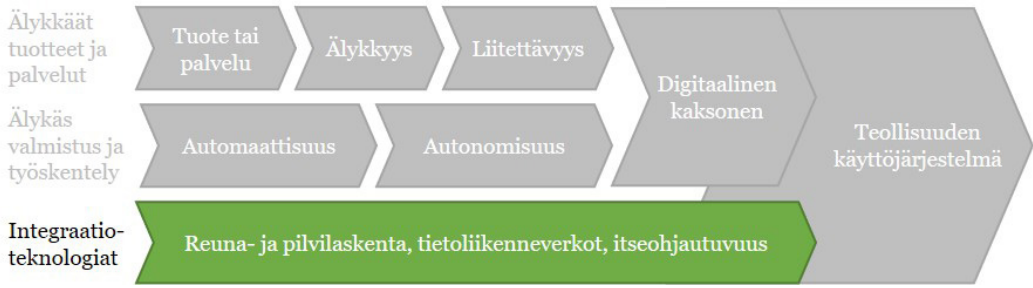 Älykkäät
tuotteet ja
palvelut
Tuote tai
palvelu
Älykkyys
Liitettävyys
Digitaalinen
kaksonen
Teollisuuden
käyttöjärjestelmä
Älykäs
valmistus ja
työskentely
Automaattisuus
Autonomisuus
Integraatio-
teknologiat
Reuna- ja pilvilaskenta, tietoliikenneverkot, itseohjautuvuus